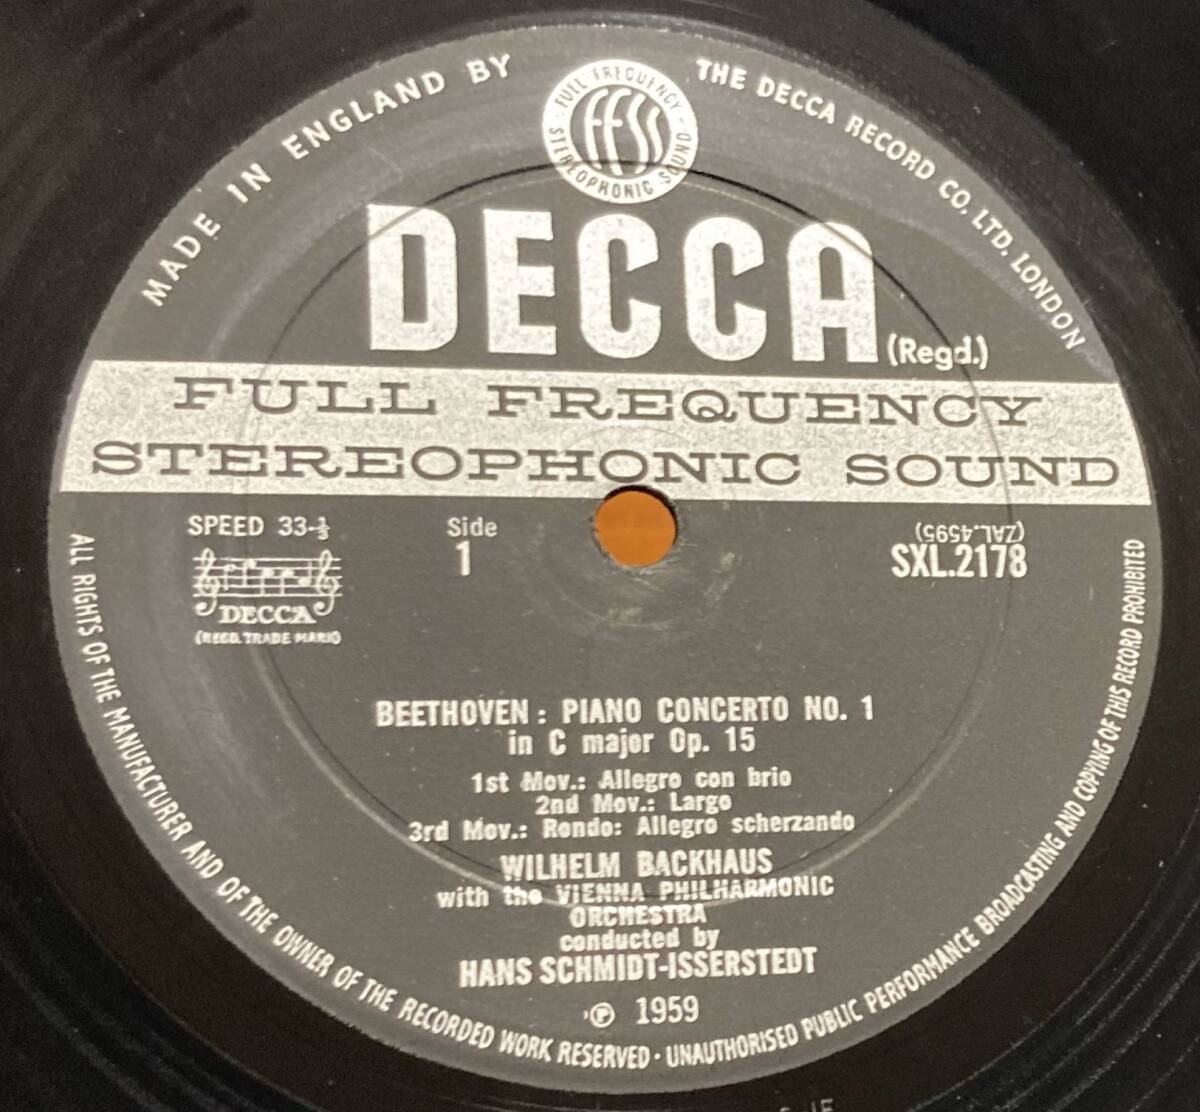 MADE IN ENGLAND BY
THE DECCA RECORD CO. LTD. LONDON
FULL FREQUENCY
FFSS
STEREOPHONIC SOUND
DECCA
(Regd.)
FULL FREQUENCY
STEREOPHONIC SOUND
SPEED 33-⅓
Side
1
(ZAL.4595)
SXL.2178
DECCA
(REGD. TRADE MARK)
BEETHOVEN : PIANO CONCERTO NO. 1
in C major Op. 15
1st Mov.: Allegro con brio
2nd Mov.: Largo
3rd Mov.: Rondo: Allegro scherzando
WILHELM BACKHAUS
with the VIENNA PHILHARMONIC
ORCHESTRA
conducted by
HANS SCHMIDT-ISSERSTEDT
℗ 1959
ALL RIGHTS OF THE MANUFACTURER AND OF THE OWNER OF THE RECORDED WORK RESERVED · UNAUTHORISED PUBLIC PERFORMANCE BROADCASTING AND COPYING OF THIS RECORD PROHIBITED